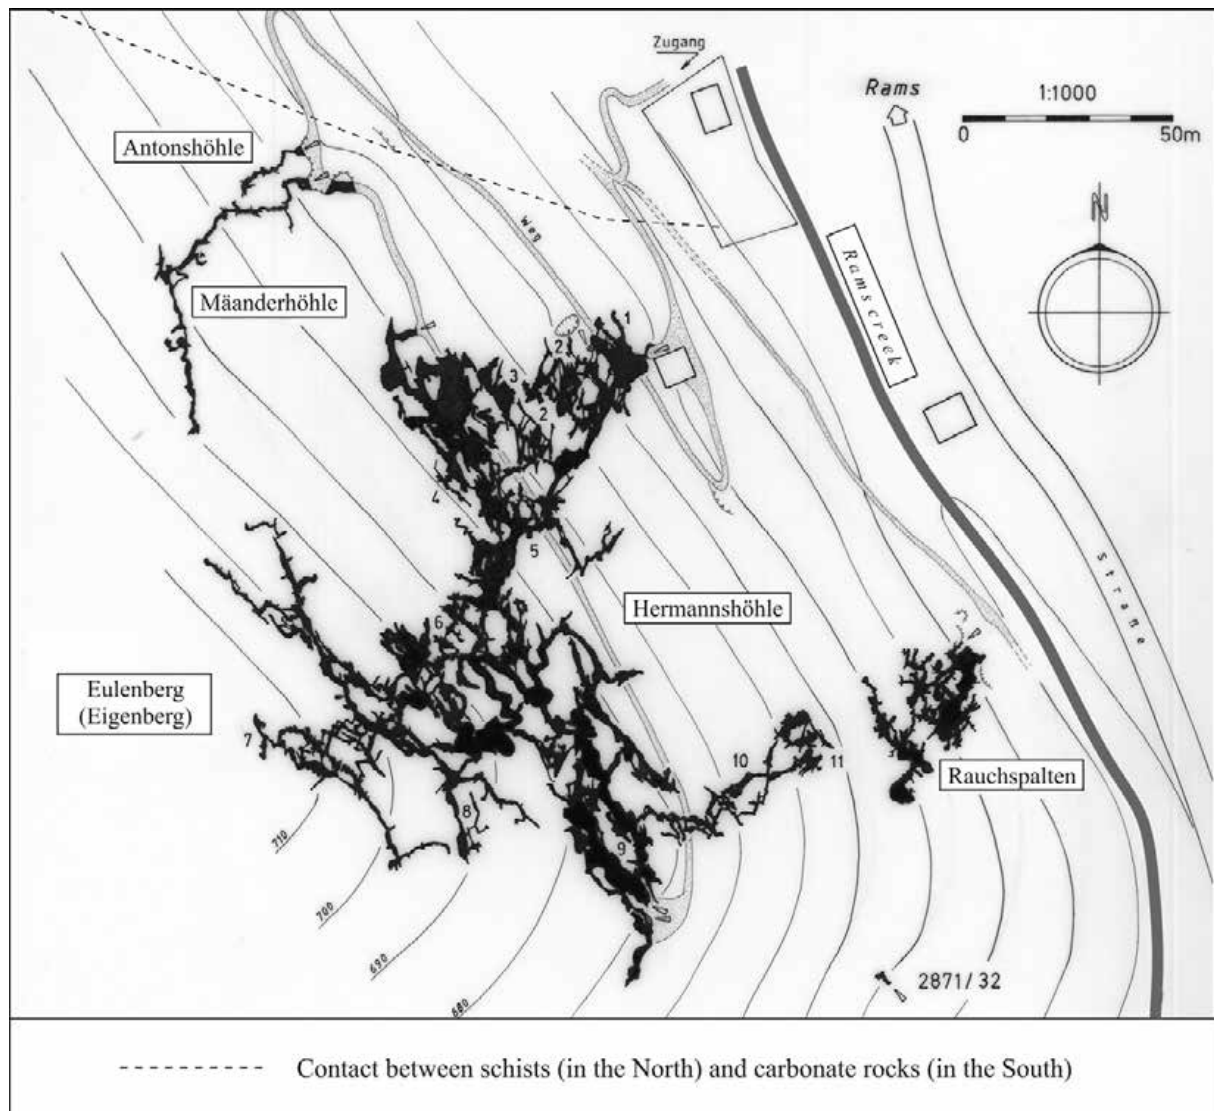 Zugang
Rams
1:1000
0 50m
N
Antonshöhle
Weg
Ramscreek
Mäanderhöhle
1
2
3
2
4
5
Straße
Hermannshöhle
6
Eulenberg
(Eigenberg)
7
10
11
Rauchspalten
8
9
710
700
690
680
2871/32
Contact between schists (in the North) and carbonate rocks (in the South)